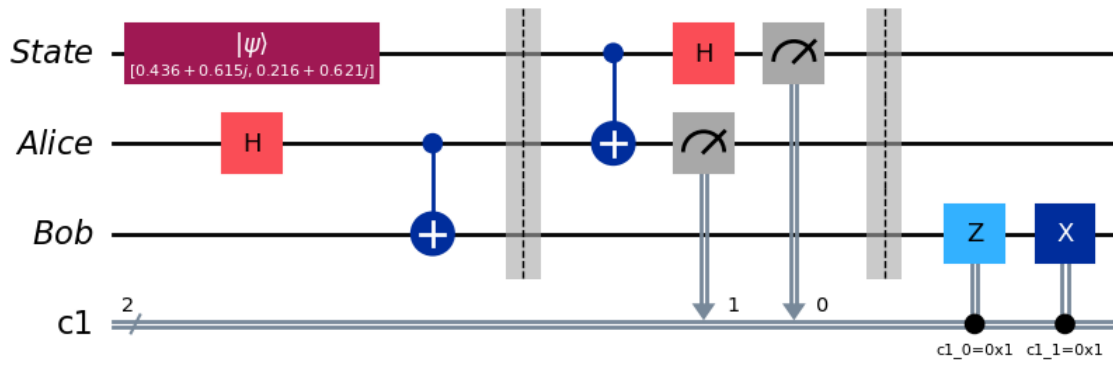 State
|ψ⟩
[0.436 + 0.615j, 0.216 + 0.621j]
H
Alice
H
Bob
Z
X
c1
2
1
0
c1_0=0x1
c1_1=0x1